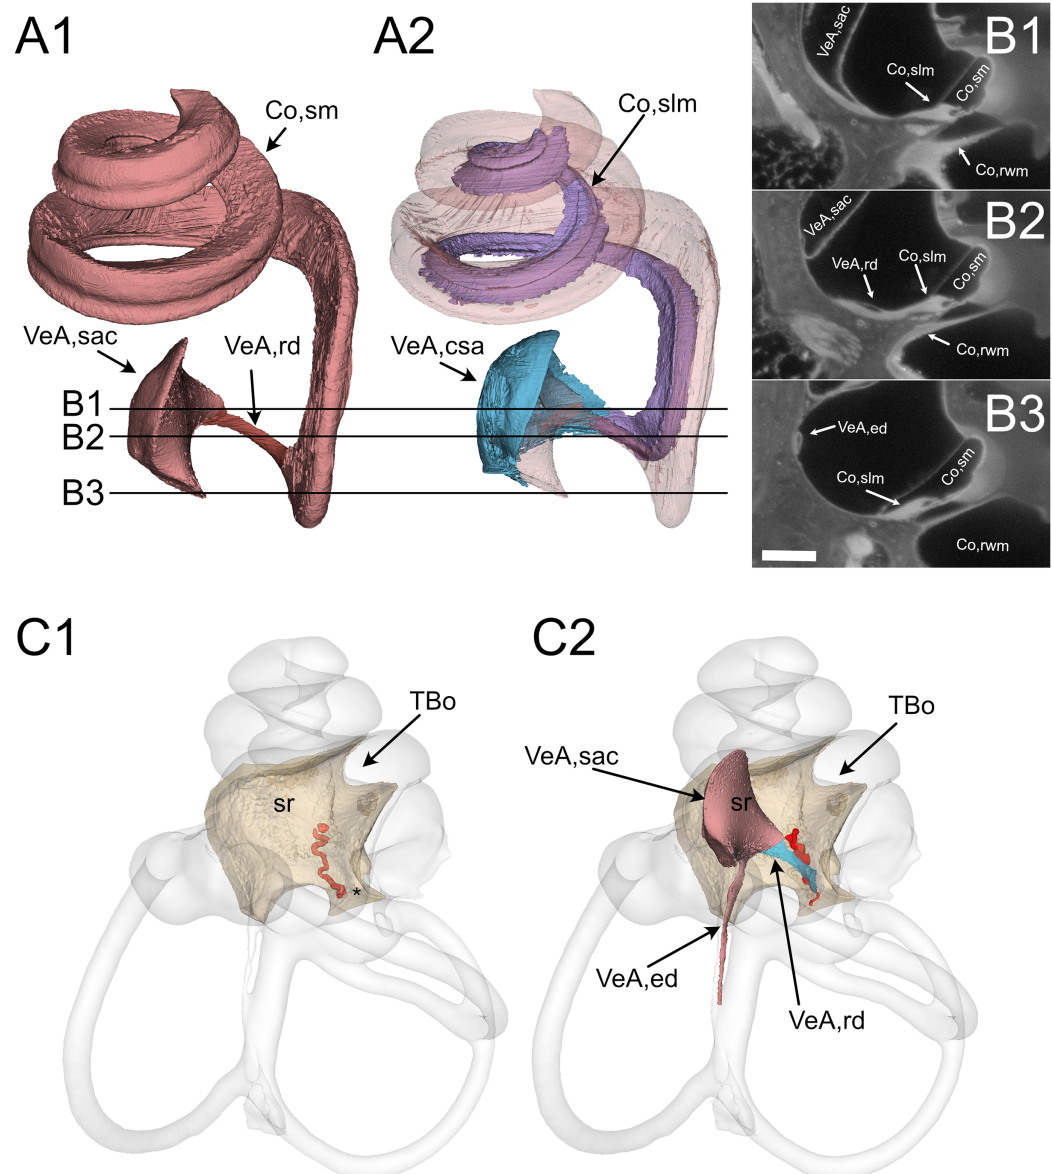 A1
A2
B1
Co,sm
Co,slm
VeA,sac
VeA,rd
VeA,csa
B1
B2
B3
VeA,sac
Co,slm
Co,sm
Co,rwm
B2
VeA,sac
VeA,rd
Co,slm
Co,sm
Co,rwm
B3
VeA,ed
Co,slm
Co,sm
Co,rwm
C1
C2
TBo
sr
*
TBo
VeA,sac
sr
VeA,ed
VeA,rd